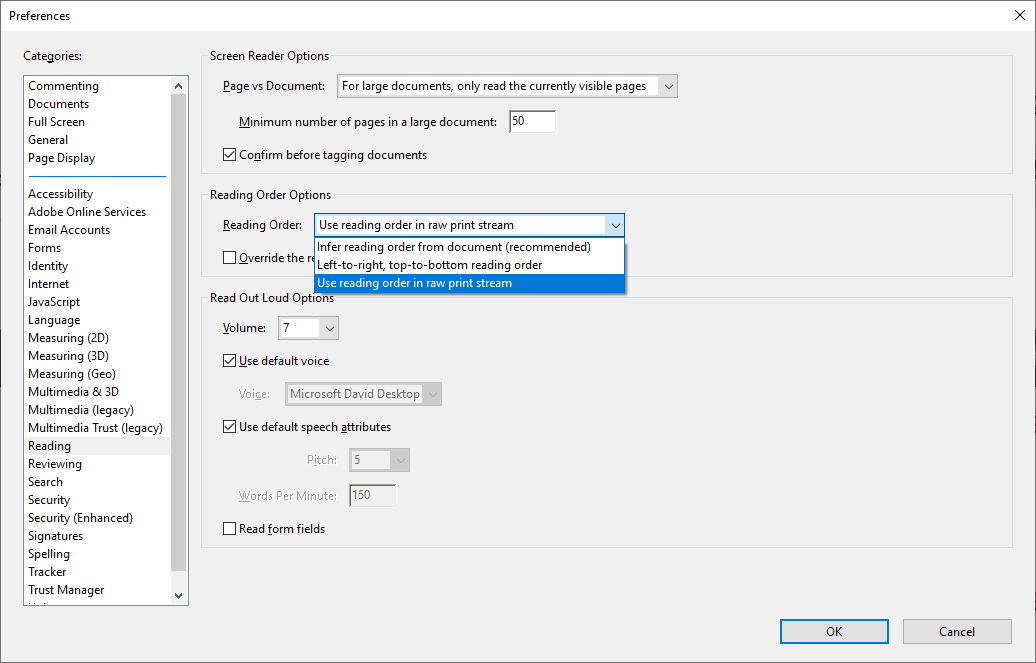 Preferences
Categories:
Commenting
Documents
Full Screen
General
Page Display
Accessibility
Adobe Online Services
Email Accounts
Forms
Identity
Internet
JavaScript
Language
Measuring (2D)
Measuring (3D)
Measuring (Geo)
Multimedia & 3D
Multimedia (legacy)
Multimedia Trust (legacy)
Reading
Reviewing
Search
Security
Security (Enhanced)
Signatures
Spelling
Tracker
Trust Manager
Screen Reader Options
Page vs Document: For large documents, only read the currently visible pages
Minimum number of pages in a large document: 50
Confirm before tagging documents
Reading Order Options
Reading Order: Use reading order in raw print stream
Infer reading order from document (recommended)
Override the
Left-to-right, top-to-bottom reading order
Use reading order in raw print stream
Read Out Loud Options
Volume: 7
Use default voice
Voice: Microsoft David Desktop
Use default speech attributes
Pitch: 5
Words Per Minute: 150
Read form fields
OK Cancel